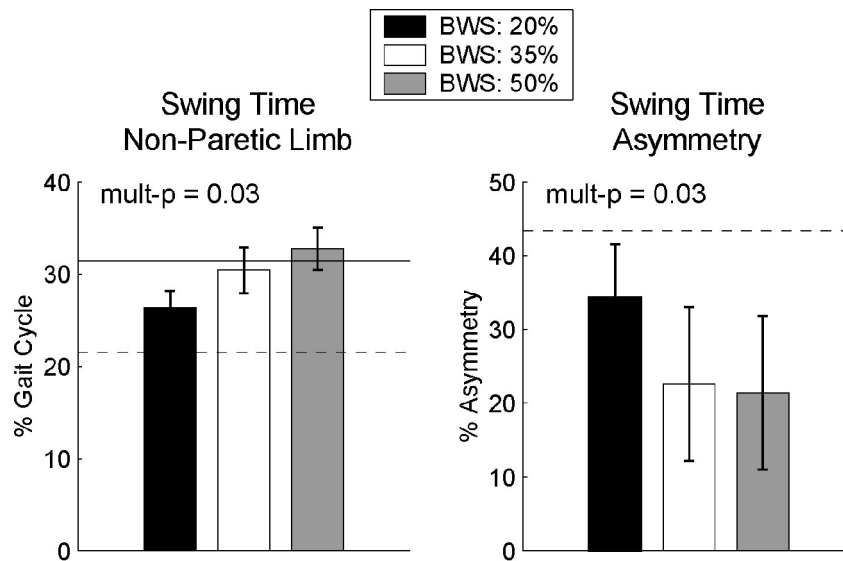 BWS: 20%
BWS: 35%
BWS: 50%
Swing Time
Non-Paretic Limb
mult-p = 0.03
% Gait Cycle
40
30
20
10
0
Swing Time
Asymmetry
mult-p = 0.03
% Asymmetry
50
40
30
20
10
0